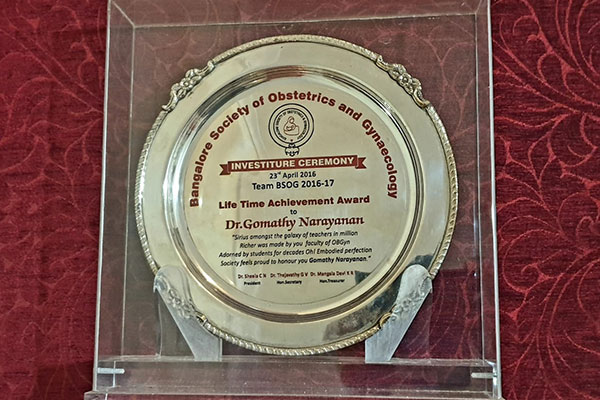 Bangalore Society of Obstetrics and Gynaecology
INVESTITURE CEREMONY
23rd April 2016
Team BSOG 2016-17
Life Time Achievement Award
to
Dr.Gomathy Narayanan
"Sirius amongst the galaxy of teachers in million
Richer was made by you faculty of OBGyn
Adorned by students for decades Oh! Embodied perfection
Society feels proud to honour you Gomathy Narayanan."
Dr. Sheela C N Dr. Thejavathy G V Dr. Mangala Devi K R
President Hon.Secretary Hon.Treasurer